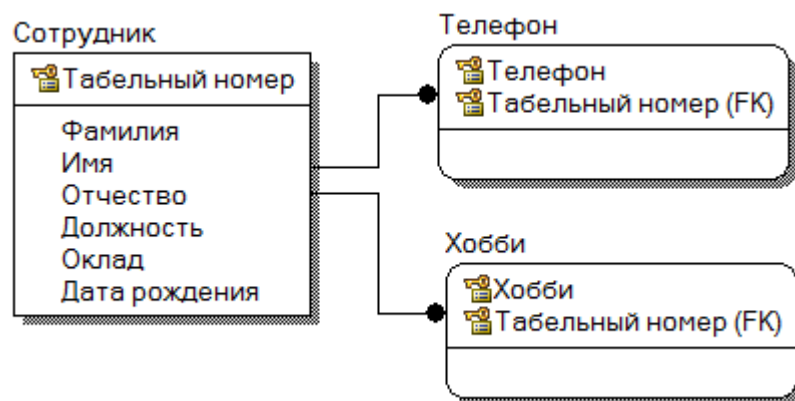 Сотрудник
Табельный номер
Фамилия
Имя
Отчество
Должность
Оклад
Дата рождения
Телефон
Телефон
Табельный номер (FK)
Хобби
Хобби
Табельный номер (FK)